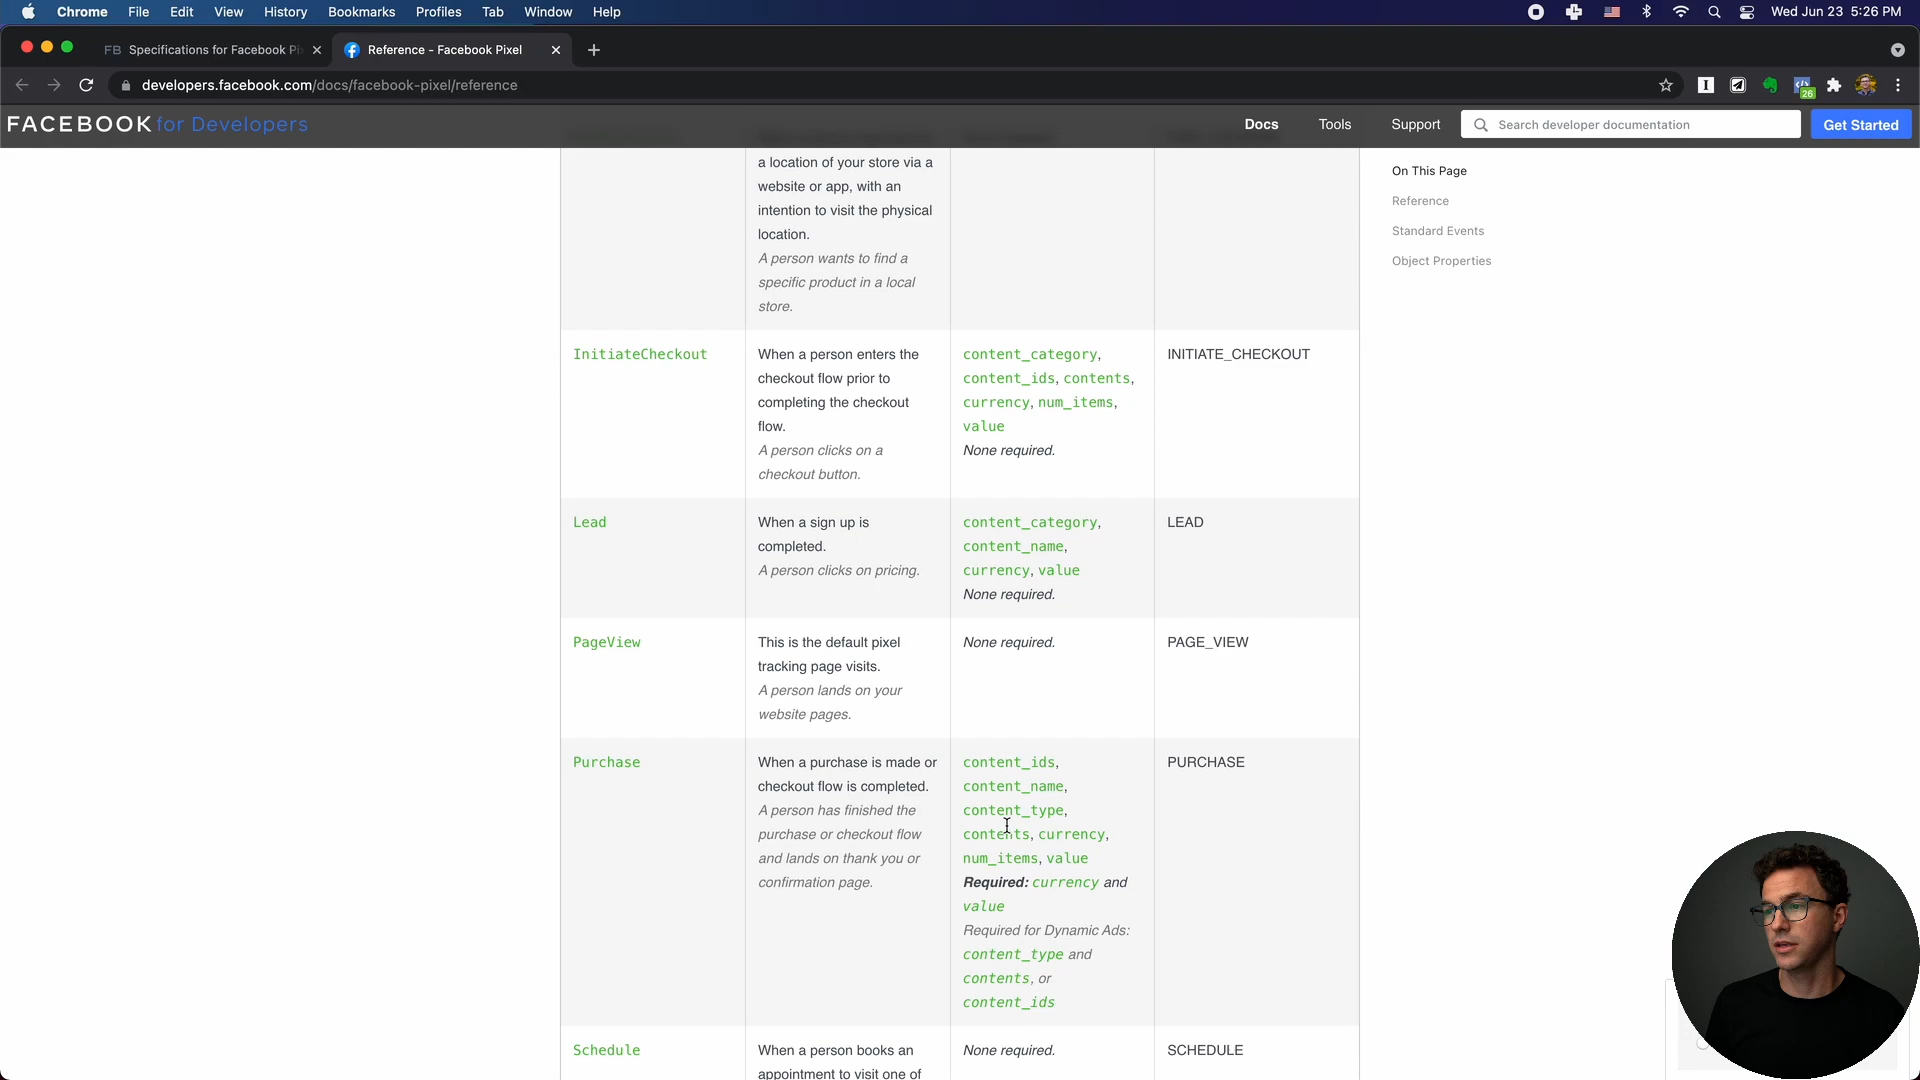 Chrome File Edit View History Bookmarks Profiles Tab Window Help
Wed Jun 23 5:26 PM
FB Specifications for Facebook Pi
Reference - Facebook Pixel
developers.facebook.com/docs/facebook-pixel/reference
26
FACEBOOK for Developers
Docs Tools Support
Search developer documentation
Get Started
a location of your store via a
website or app, with an
intention to visit the physical
location.
A person wants to find a
specific product in a local
store.
InitiateCheckout
When a person enters the
checkout flow prior to
completing the checkout
flow.
A person clicks on a
checkout button.
content_category,
content_ids, contents,
currency, num_items,
value
None required.
INITIATE_CHECKOUT
Lead
When a sign up is
completed.
A person clicks on pricing.
content_category,
content_name,
currency, value
None required.
LEAD
PageView
This is the default pixel
tracking page visits.
A person lands on your
website pages.
None required.
PAGE_VIEW
Purchase
When a purchase is made or
checkout flow is completed.
A person has finished the
purchase or checkout flow
and lands on thank you or
confirmation page.
content_ids,
content_name,
content_type,
contents, currency,
num_items, value
Required: currency and
value
Required for Dynamic Ads:
content_type and
contents, or
content_ids
PURCHASE
Schedule
When a person books an
appointment to visit one of
None required.
SCHEDULE
On This Page
Reference
Standard Events
Object Properties